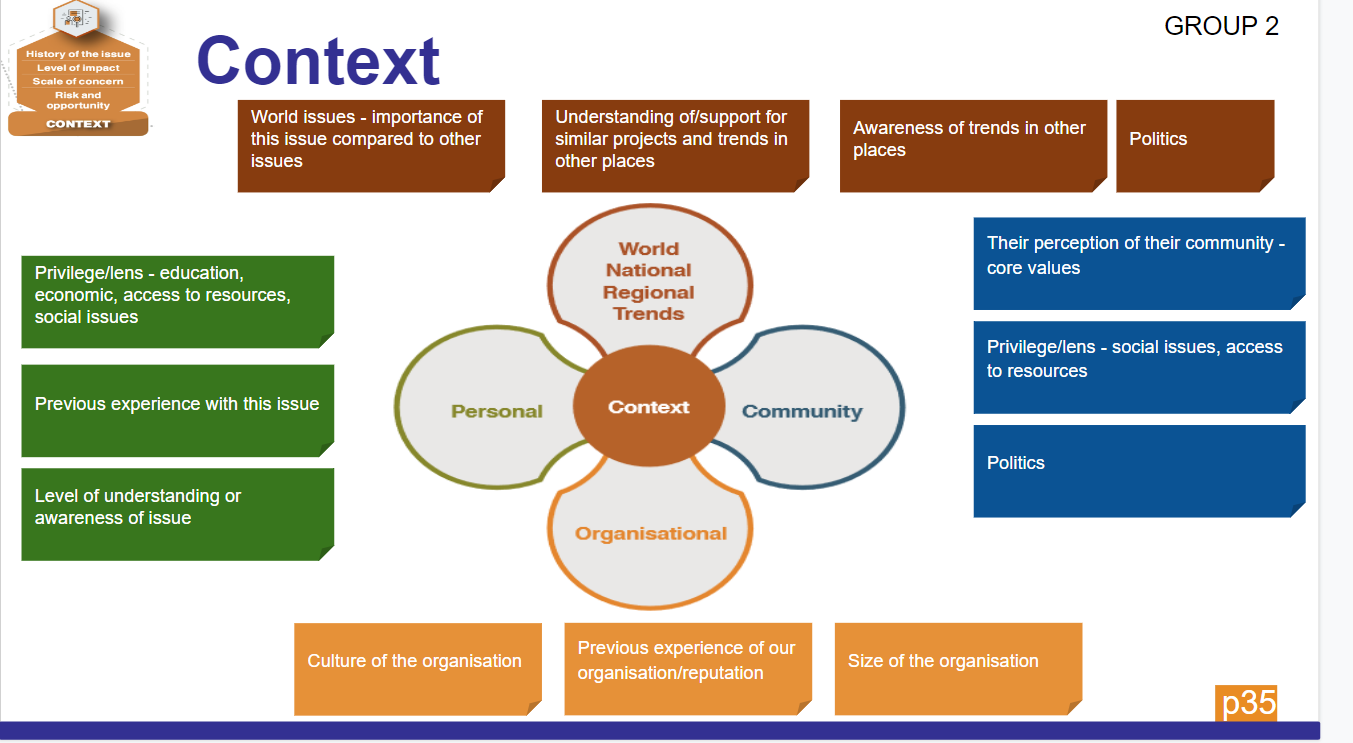 GROUP 2
History of the issue
Level of impact
Scale of concern
Risk and
opportunity
CONTEXT
Context
World issues - importance of
this issue compared to other
issues
Understanding of/support for
similar projects and trends in
other places
Awareness of trends in other
places
Politics
Privilege/lens - education,
economic, access to resources,
social issues
Previous experience with this issue
Level of understanding or
awareness of issue
World
National
Regional
Trends
Personal
Context
Community
Organisational
Their perception of their community -
core values
Privilege/lens - social issues, access
to resources
Politics
Culture of the organisation
Previous experience of our
organisation/reputation
Size of the organisation
p35